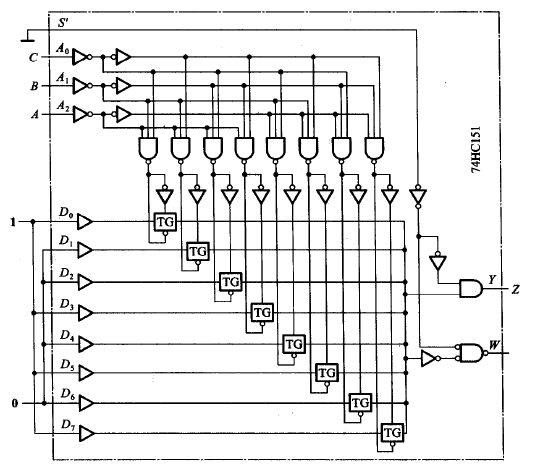 S'
C A₀
B A₁
A A₂
74HC151
1 D₀ TG
D₁ TG
D₂ TG
Y Z
D₃ TG
D₄ TG
W
D₅ TG
0 D₆ TG
D₇ TG